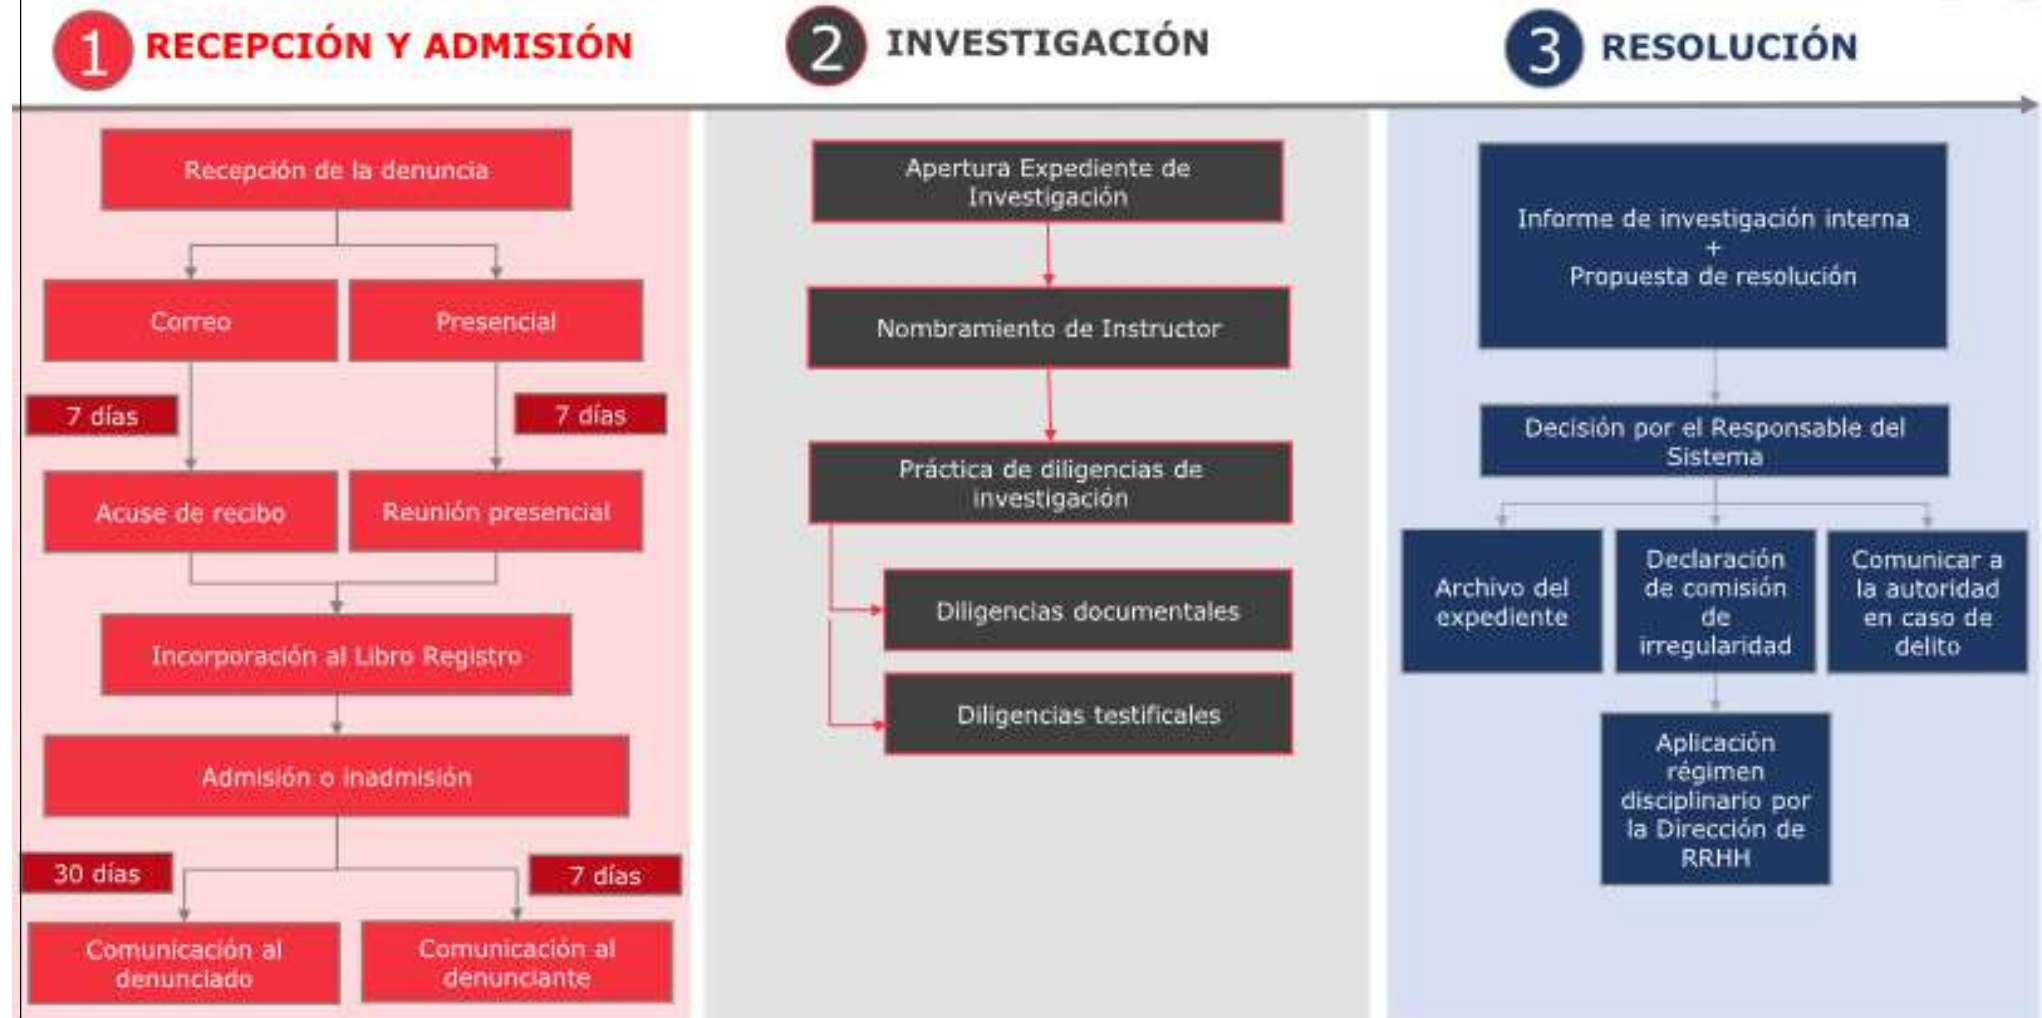 1 RECEPCIÓN Y ADMISIÓN
Recepción de la denuncia
Correo
Presencial
7 días
7 días
Acuse de recibo
Reunión presencial
Incorporación al Libro Registro
Admisión o inadmisión
30 días
7 días
Comunicación al
denunciado
Comunicación al
denunciante
2 INVESTIGACIÓN
Apertura Expediente de
Investigación
Nombramiento de Instructor
Práctica de diligencias de
investigación
Diligencias documentales
Diligencias testificales
3 RESOLUCIÓN
Informe de investigación interna
+
Propuesta de resolución
Decisión por el Responsable del
Sistema
Archivo del
expediente
Declaración
de comisión
de
irregularidad
Comunicar a
la autoridad
en caso de
delito
Aplicación
régimen
disciplinario por
la Dirección de
RRHH